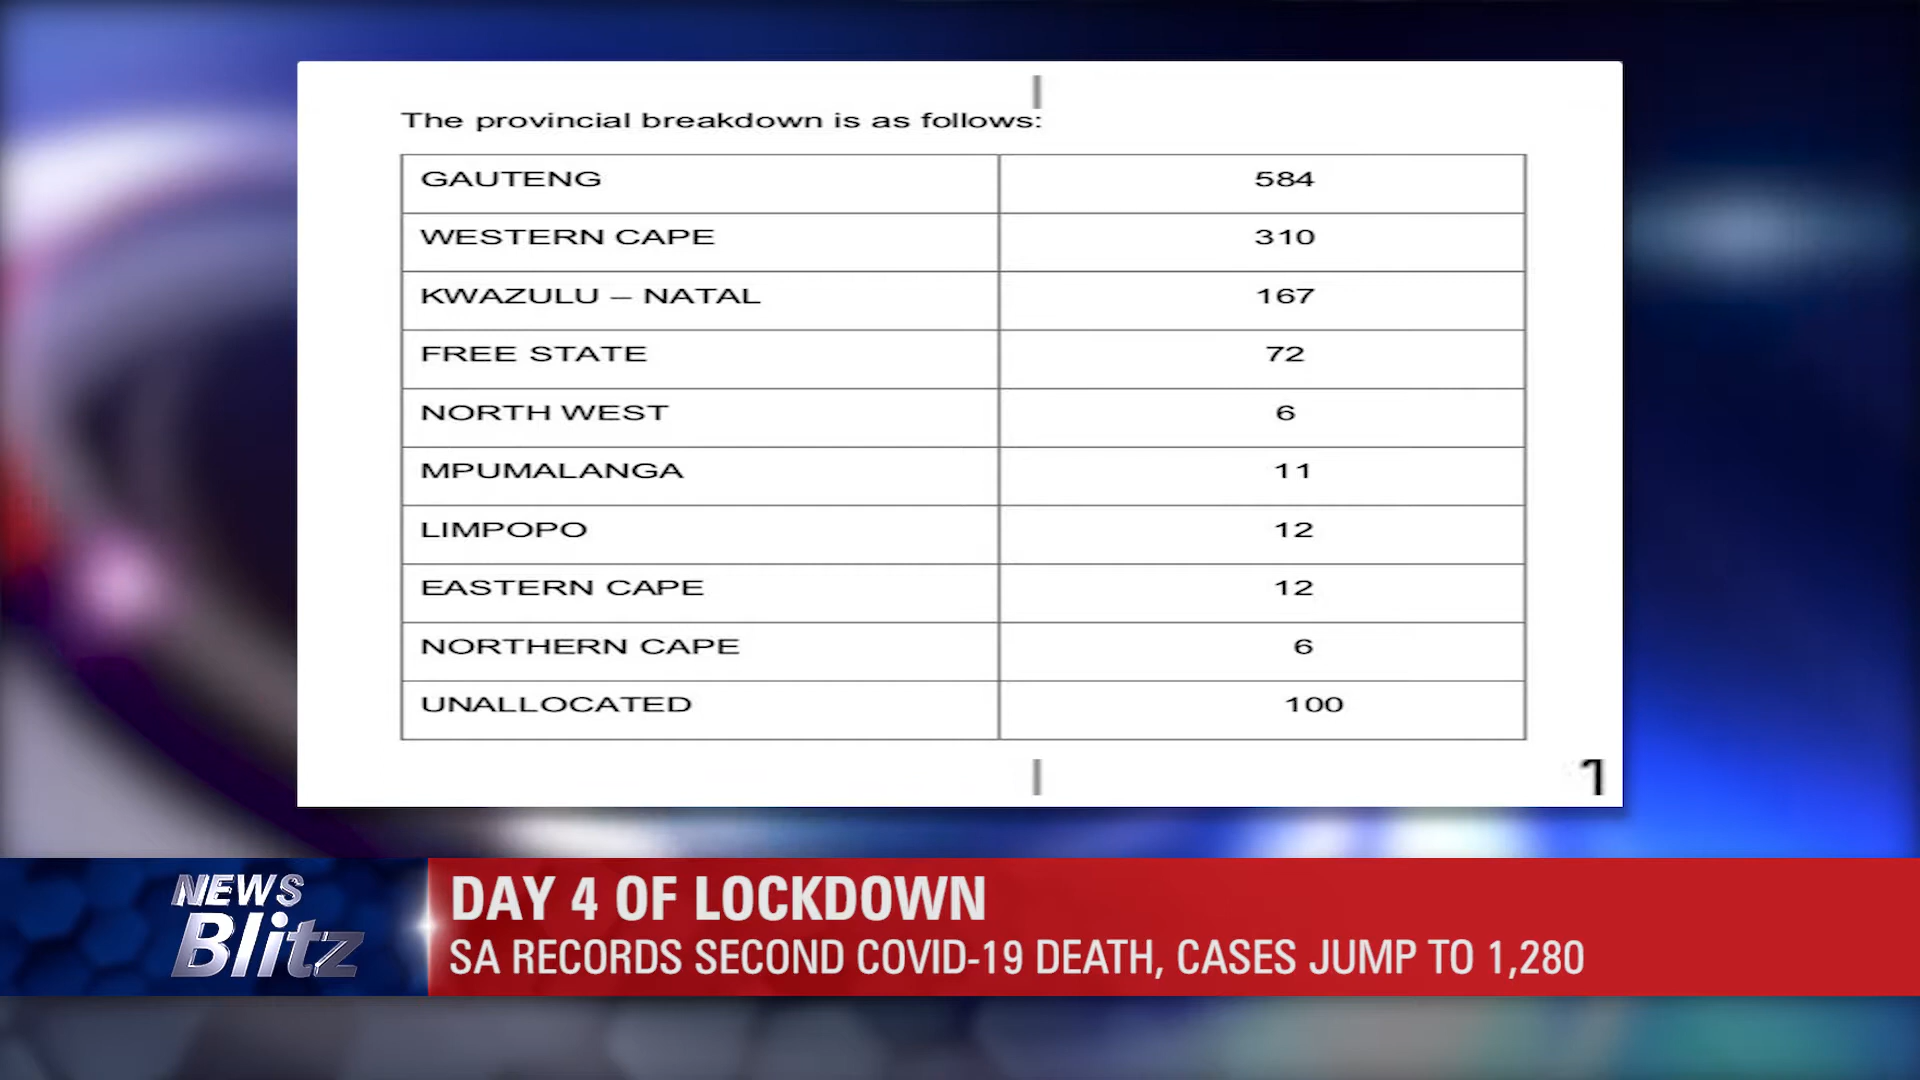 The provincial breakdown is as follows:
GAUTENG 584
WESTERN CAPE 310
KWAZULU – NATAL 167
FREE STATE 72
NORTH WEST 6
MPUMALANGA 11
LIMPOPO 12
EASTERN CAPE 12
NORTHERN CAPE 6
UNALLOCATED 100
1
NEWS
Blitz
DAY 4 OF LOCKDOWN
SA RECORDS SECOND COVID-19 DEATH, CASES JUMP TO 1,280